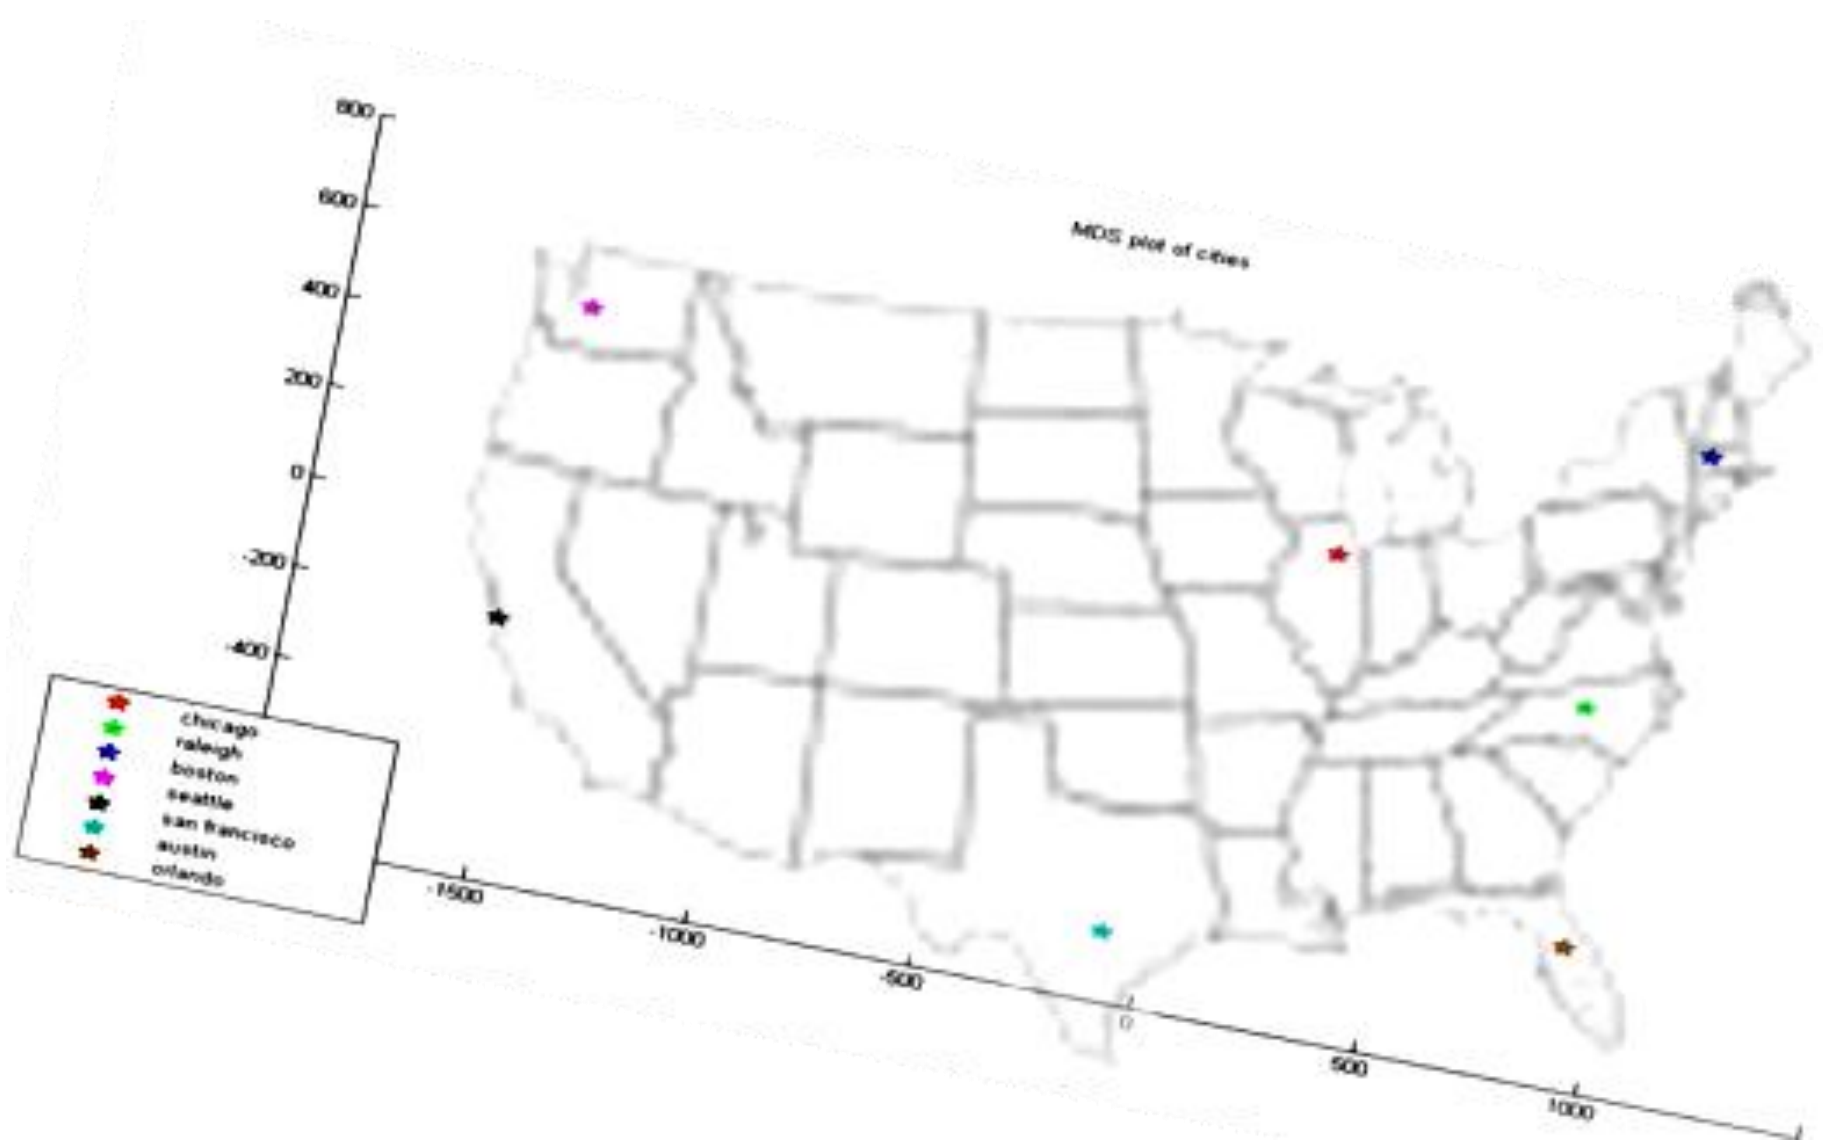 800
600
MDS plot of cities
400
200
0
-200
-400
chicago
raleigh
boston
seattle
san francisco
austin
orlando
-1500
-1000
-500
0
500
1000